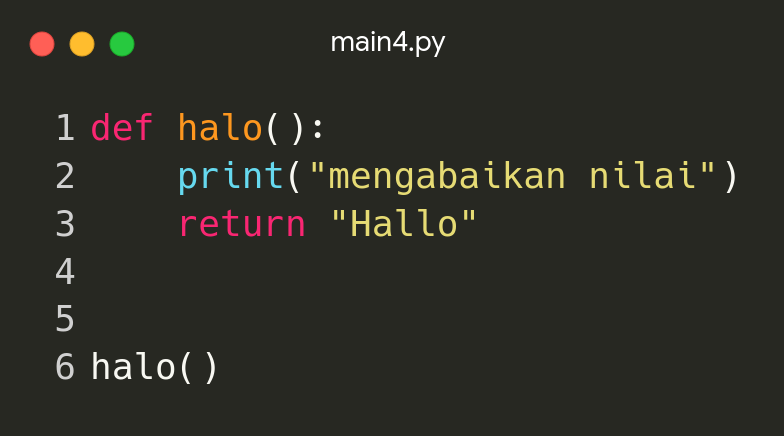 main4.py
1 def halo():
2     print("mengabaikan nilai")
3     return "Hallo"
4
5
6 halo()